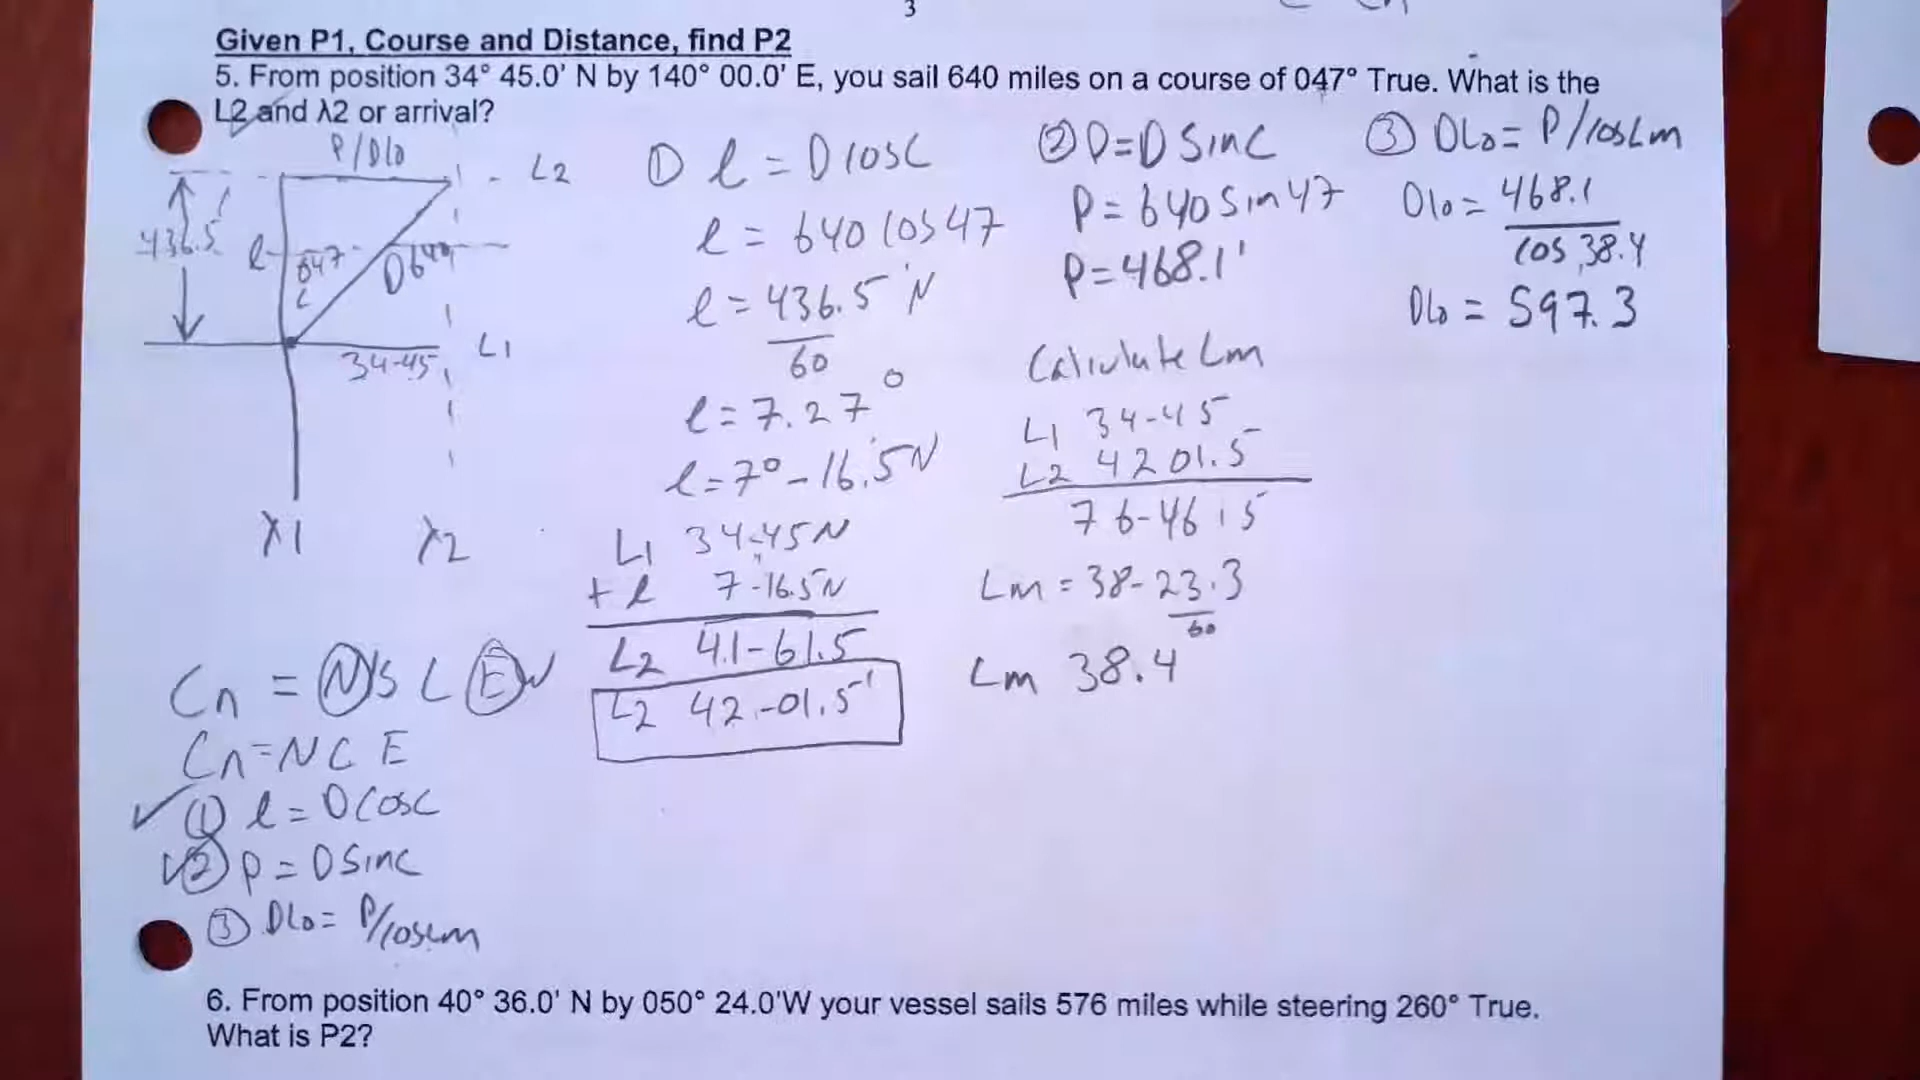 3
Given P1, Course and Distance, find P2
5. From position 34° 45.0' N by 140° 00.0' E, you sail 640 miles on a course of 047° True. What is the
L2 and λ2 or arrival?
P/DLo
L2
436.5
l
047
C
D640
34-45
L1
λ1
λ2
Cn = N/S L E/W
Cn=N C E
① l = D Cos C
② p = D Sin C
③ DLo = P/cosLm
① l = D cos C
l = 640 cos 47
l = 436.5' N
60
l = 7.27°
l = 7° - 16.5 N
L1 34-45 N
+ l 7-16.5 N
L2 41-61.5
L2 42-01.5'
② P = D Sin C
P = 640 Sin 47
P = 468.1'
Calculate Lm
L1 34-45
L2 42 01.5
76-46.5
Lm = 38-23.3
60
Lm 38.4
③ DLo = P/cosLm
DLo = 468.1
cos 38.4
DLo = 597.3
6. From position 40° 36.0' N by 050° 24.0'W your vessel sails 576 miles while steering 260° True.
What is P2?